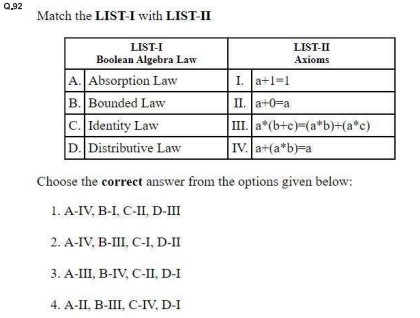 Q.92
Match the LIST-I with LIST-II
LIST-I
Boolean Algebra Law
LIST-II
Axioms
A. Absorption Law I. a+1=1
B. Bounded Law II. a+0=a
C. Identity Law III. a*(b+c)=(a*b)+(a*c)
D. Distributive Law IV. a+(a*b)=a
Choose the correct answer from the options given below:
1. A-IV, B-I, C-II, D-III
2. A-IV, B-III, C-I, D-II
3. A-III, B-IV, C-II, D-I
4. A-II, B-III, C-IV, D-I